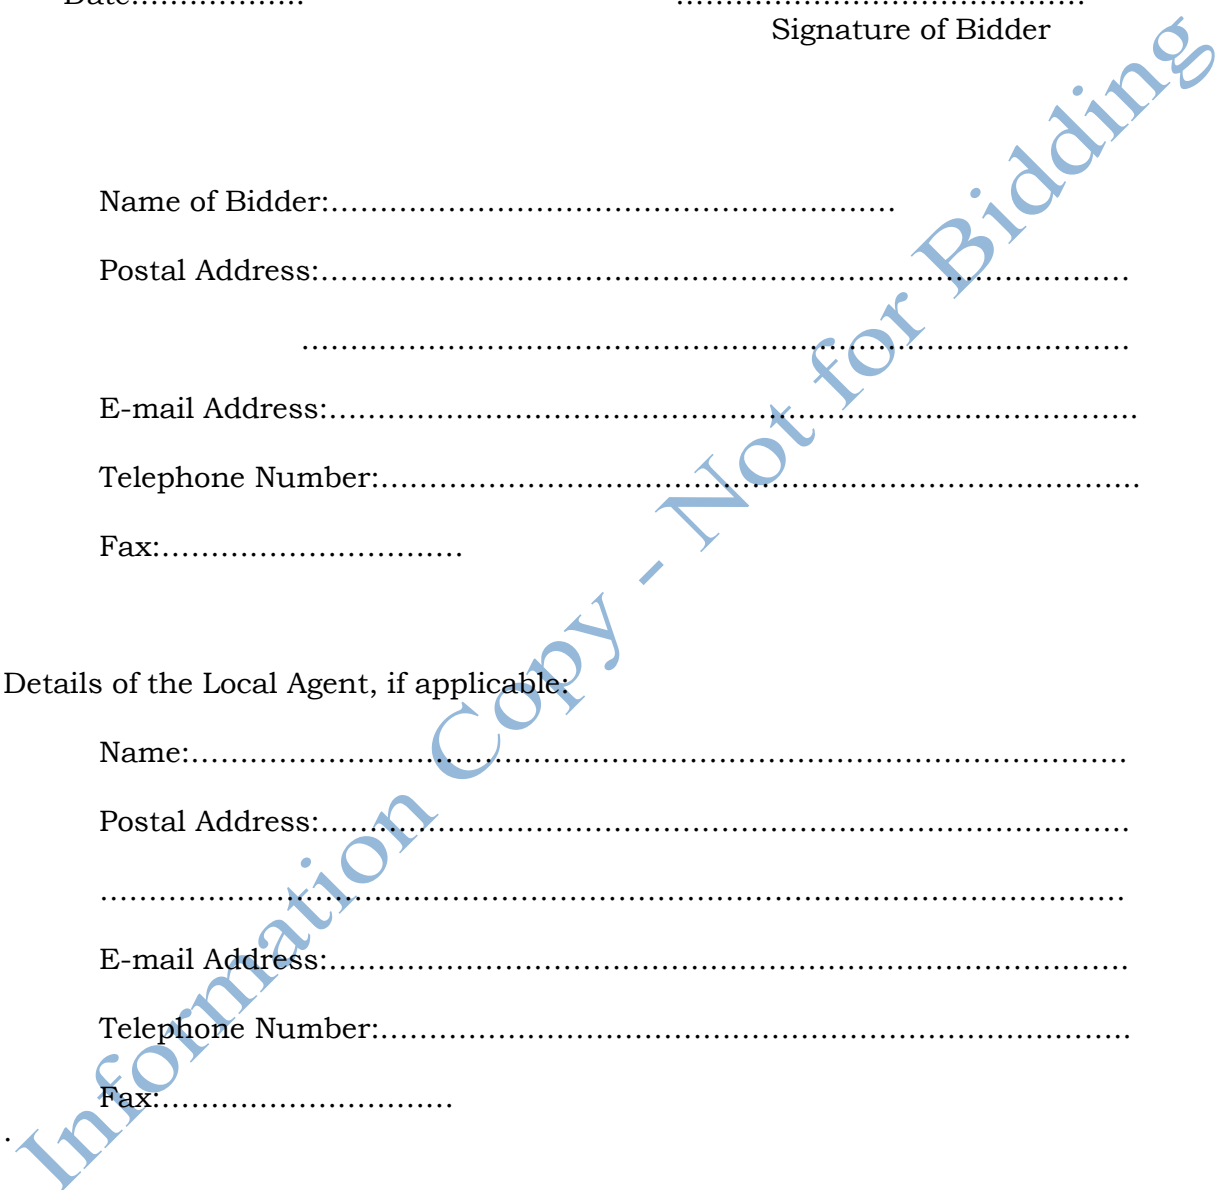 Date:……………..
……………………………………
Signature of Bidder
Name of Bidder:…………………………………………………
Postal Address:……………………………………………………………………….
…………………………………………………………………………
E-mail Address:……………………………………………………………………….
Telephone Number:…………………………………………………………………..
Fax:…………………………
Details of the Local Agent, if applicable:
Name:………………………………………………………………………………….
Postal Address:……………………………………………………………………….
…………………………………………………………………………………………
E-mail Address:………………………………………………………………………
Telephone Number:………………………………………………………………….
Fax:…………………………
.
Information Copy - Not for Bidding